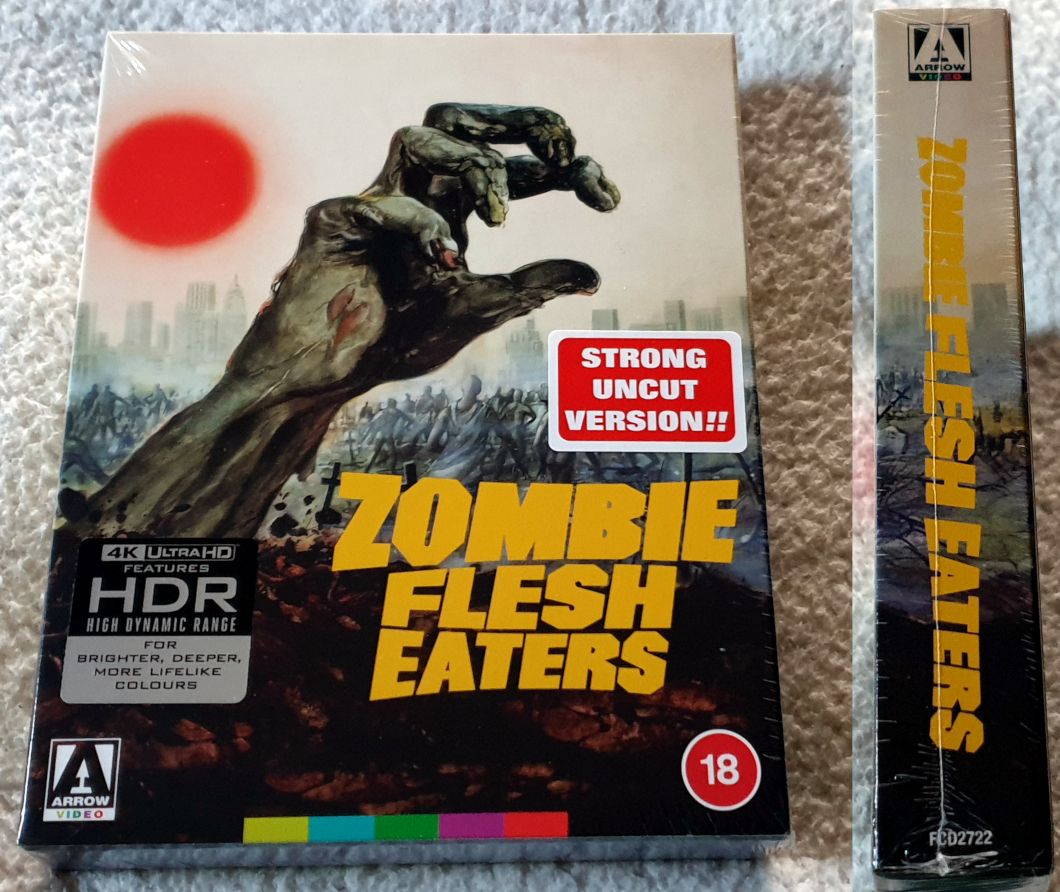 STRONG
UNCUT
VERSION!!
ZOMBIE
FLESH
EATERS
4K ULTRA HD
FEATURES
HDR
HIGH DYNAMIC RANGE
FOR
BRIGHTER, DEEPER,
MORE LIFELIKE
COLOURS
ARROW
VIDEO
18
ARROW
VIDEO
ZOMBIE FLESH EATERS
FCD2722